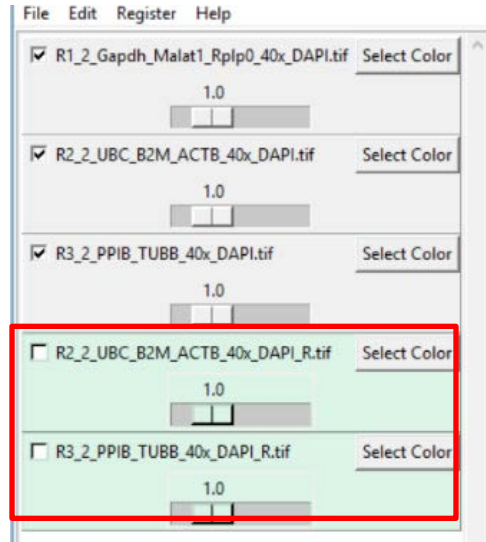 File Edit Register Help
R1_2_Gapdh_Malat1_Rplp0_40x_DAPI.tif Select Color
1.0
R2_2_UBC_B2M_ACTB_40x_DAPI.tif Select Color
1.0
R3_2_PPIB_TUBB_40x_DAPI.tif Select Color
1.0
R2_2_UBC_B2M_ACTB_40x_DAPI_R.tif Select Color
1.0
R3_2_PPIB_TUBB_40x_DAPI_R.tif Select Color
1.0